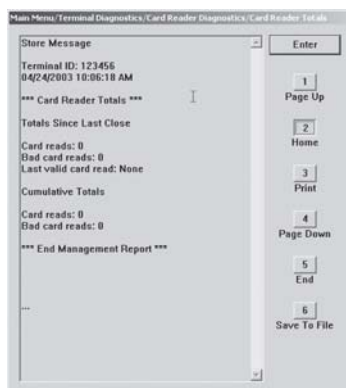 Main Menu/Terminal Diagnostics/Card Reader Diagnostics/Card Reader Totals
Store Message
Terminal ID: 123456
04/24/2003 10:06:18 AM
*** Card Reader Totals ***
Totals Since Last Close
Card reads: 0
Bad card reads: 0
Last valid card read: None
Cumulative Totals
Card reads: 0
Bad card reads: 0
*** End Management Report ***
...
Enter
1
Page Up
2
Home
3
Print
4
Page Down
5
End
6
Save To File